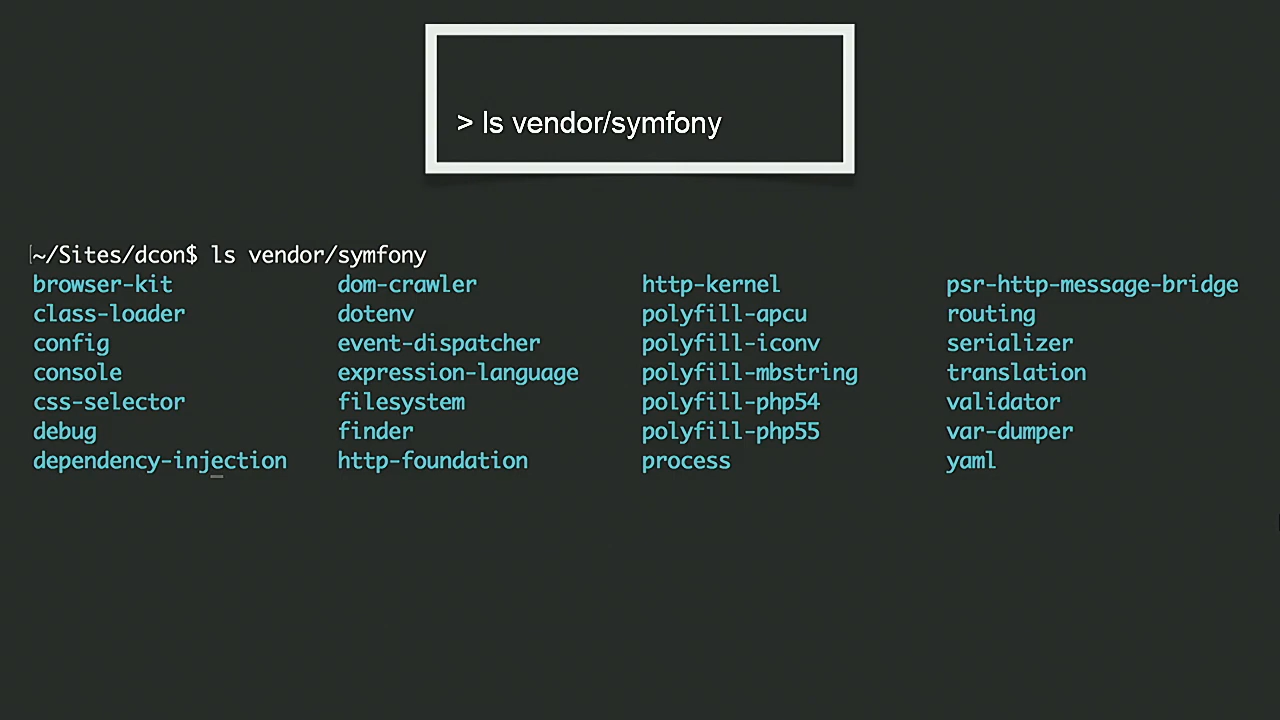 > ls vendor/symfony
~/Sites/dcon$ ls vendor/symfony
browser-kit dom-crawler http-kernel psr-http-message-bridge
class-loader dotenv polyfill-apcu routing
config event-dispatcher polyfill-iconv serializer
console expression-language polyfill-mbstring translation
css-selector filesystem polyfill-php54 validator
debug finder polyfill-php55 var-dumper
dependency-injection http-foundation process yaml